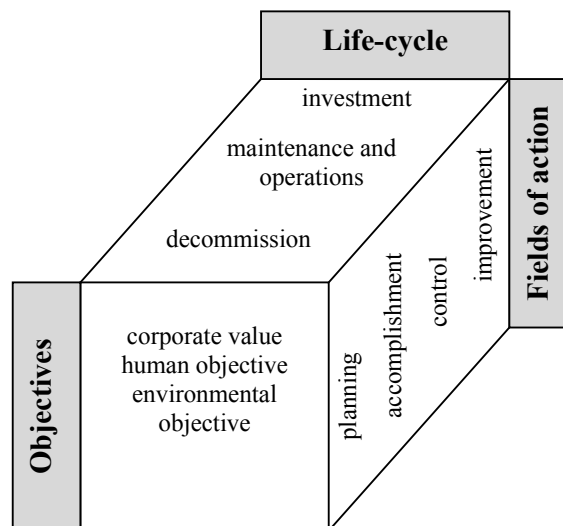 Life-cycle
investment
maintenance and
operations
decommission
Objectives
corporate value
human objective
environmental
objective
planning
accomplishment
control
improvement
Fields of action